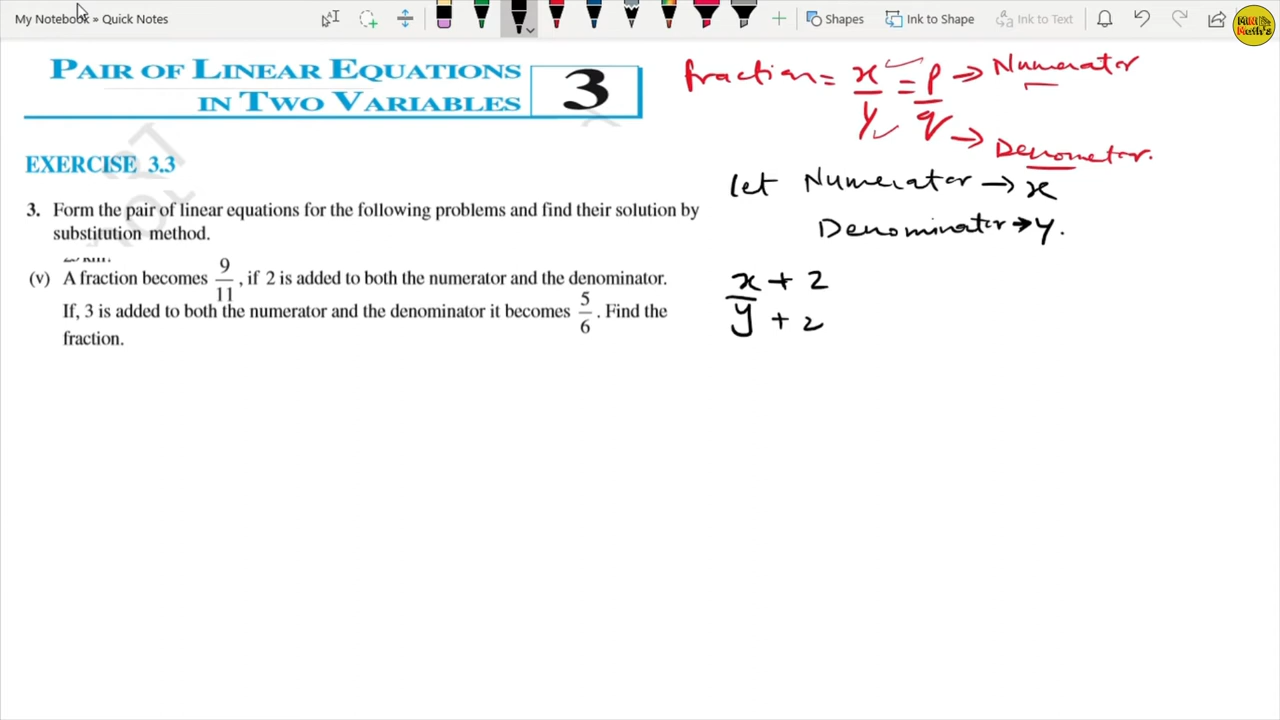 My Notebook » Quick Notes
Shapes
Ink to Shape
Ink to Text
MINI Math's
PAIR OF LINEAR EQUATIONS
IN TWO VARIABLES
3
EXERCISE 3.3
3. Form the pair of linear equations for the following problems and find their solution by
substitution method.
(v) A fraction becomes 9/11, if 2 is added to both the numerator and the denominator.
If, 3 is added to both the numerator and the denominator it becomes 5/6. Find the
fraction.
fraction = x/y = p/q → Numerator
→ Denometor.
let Numerator → x
Denominator → y.
x + 2
y + 2